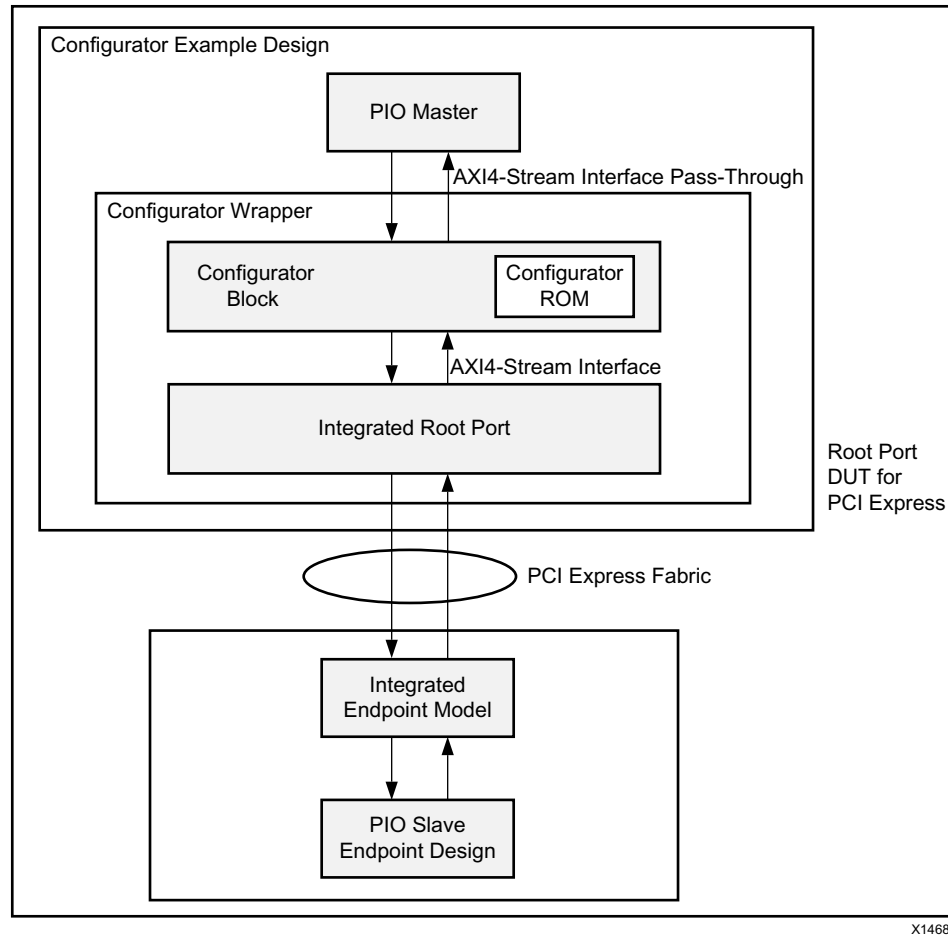 Configurator Example Design
PIO Master
AXI4-Stream Interface Pass-Through
Configurator Wrapper
Configurator
Block
Configurator
ROM
AXI4-Stream Interface
Integrated Root Port
Root Port
DUT for
PCI Express
PCI Express Fabric
Integrated
Endpoint Model
PIO Slave
Endpoint Design
X1468